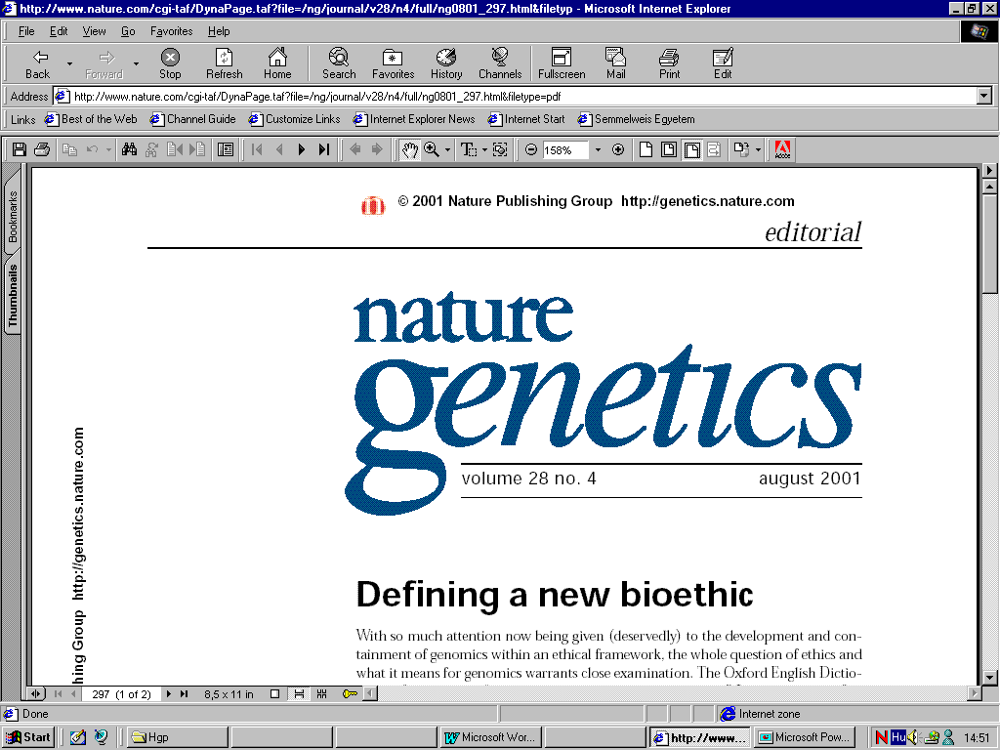 http://www.nature.com/cgi-taf/DynaPage.taf?file=/ng/journal/v28/n4/full/ng0801_297.html&filetyp - Microsoft Internet Explorer
File Edit View Go Favorites Help
Back Forward Stop Refresh Home Search Favorites History Channels Fullscreen Mail Print Edit
Address http://www.nature.com/cgi-taf/DynaPage.taf?file=/ng/journal/v28/n4/full/ng0801_297.html&filetype=pdf
Links Best of the Web Channel Guide Customize Links Internet Explorer News Internet Start Semmelweis Egyetem
158% Adobe
Bookmarks
Thumbnails
© 2001 Nature Publishing Group http://genetics.nature.com
editorial
nature
genetics
volume 28 no. 4 august 2001
hing Group http://genetics.nature.com
Defining a new bioethic
With so much attention now being given (deservedly) to the development and con-
tainment of genomics within an ethical framework, the whole question of ethics and
what it means for genomics warrants close examination. The Oxford English Dictio-
297 (1 of 2) 8,5 x 11 in
Done Internet zone
Start Hgp Microsoft Wor... http://www.... Microsoft Pow... N Hu 14:51